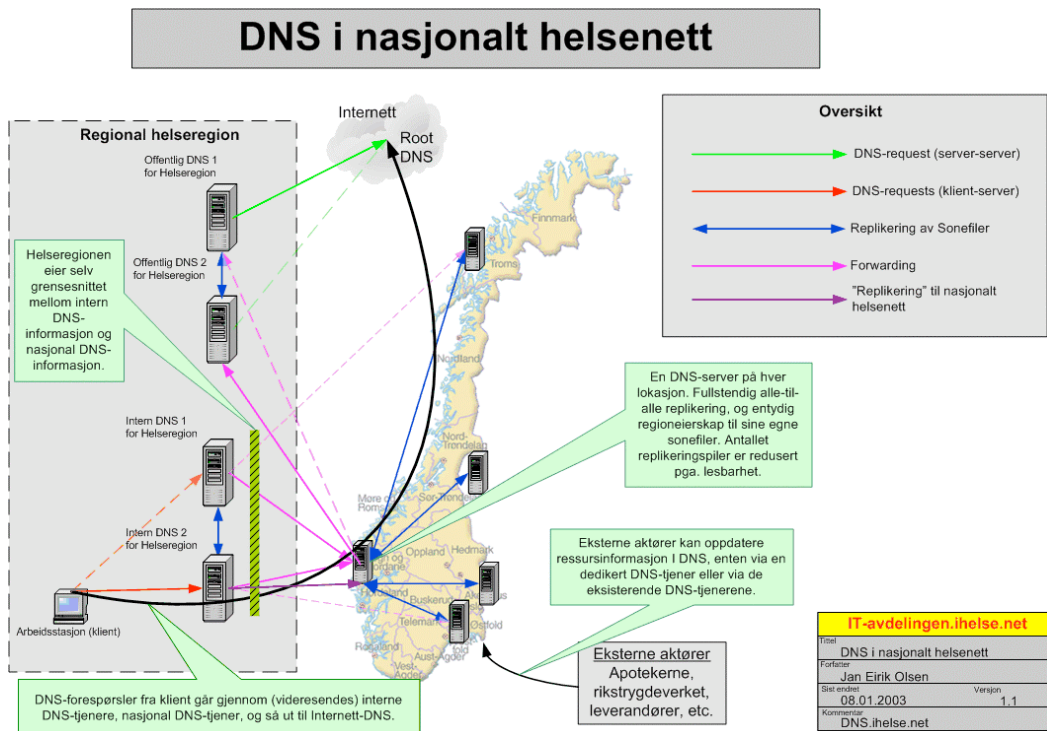 DNS i nasjonalt helsenett
Regional helseregion
Offentlig DNS 1
for Helseregion
Offentlig DNS 2
for Helseregion
Helseregionen
eier selv
grensesnittet
mellom intern
DNS-
informasjon og
nasjonal DNS-
informasjon.
Intern DNS 1
for Helseregion
Intern DNS 2
for Helseregion
Arbeidsstasjon (klient)
DNS-forespørsler fra klient går gjennom (videresendes) interne
DNS-tjenere, nasjonal DNS-tjener, og så ut til Internett-DNS.
Internett
Root
DNS
Finnmark
Troms
Nordland
Nord-
Trøndelag
Sør-Trøndelag
Møre og
Romsdal
Oppland
Hedmark
Buskerud
Telemark
Østfold
Rogaland
Aust-Agder
Vest-
Agder
Oversikt
DNS-request (server-server)
DNS-requests (klient-server)
Replikering av Sonefiler
Forwarding
"Replikering" til nasjonalt
helsenett
En DNS-server på hver
lokasjon. Fullstendig alle-til-
alle replikering, og entydig
regioneierskap til sine egne
sonefiler. Antallet
replikeringspiler er redusert
pga. lesbarhet.
Eksterne aktører kan oppdatere
ressursinformasjon I DNS, enten via en
dedikert DNS-tjener eller via de
eksisterende DNS-tjenerene.
Eksterne aktører
Apotekerne,
rikstrygdeverket,
leverandører, etc.
IT-avdelingen.ihelse.net
Tittel
DNS i nasjonalt helsenett
Forfatter
Jan Eirik Olsen
Sist endret
Versjon
08.01.2003
1.1
Kommentar
DNS.ihelse.net